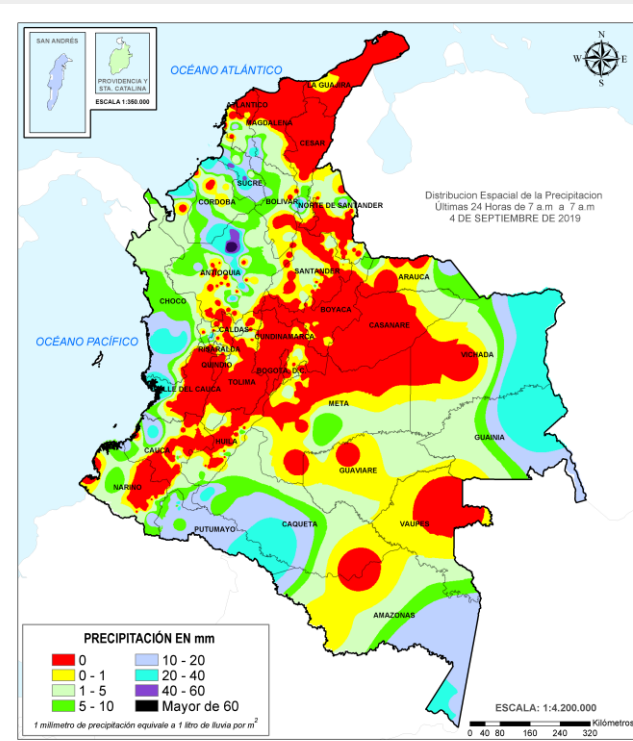 SAN ANDRÉS
PROVIDENCIA Y
STA. CATALINA
ESCALA 1:350.000
OCÉANO ATLÁNTICO
N
W
E
S
LA GUAJIRA
ATLANTICO
MAGDALENA
CESAR
SUCRE
CORDOBA
BOLIVAR
NORTE DE SANTANDER
Distribucion Espacial de la Precipitacion
Últimas 24 Horas de 7 a.m a 7 a.m
4 DE SEPTIEMBRE DE 2019
ANTIOQUIA
SANTANDER
ARAUCA
CHOCO
BOYACA
CASANARE
OCÉANO PACÍFICO
CALDAS
CUNDINAMARCA
RISARALDA
VICHADA
QUINDIO
BOGOTA, D.C
TOLIMA
VALLE DEL CAUCA
META
GUAINIA
HUILA
CAUCA
GUAVIARE
NARIÑO
PUTUMAYO
CAQUETA
VAUPES
AMAZONAS
PRECIPITACIÓN EN mm
0
10 - 20
0 - 1
20 - 40
1 - 5
40 - 60
5 - 10
Mayor de 60
1 milimetro de precipitación equivale a 1 litro de lluvia por m²
ESCALA: 1:4.200.000
Kilómetros
0 40 80 160 240 320